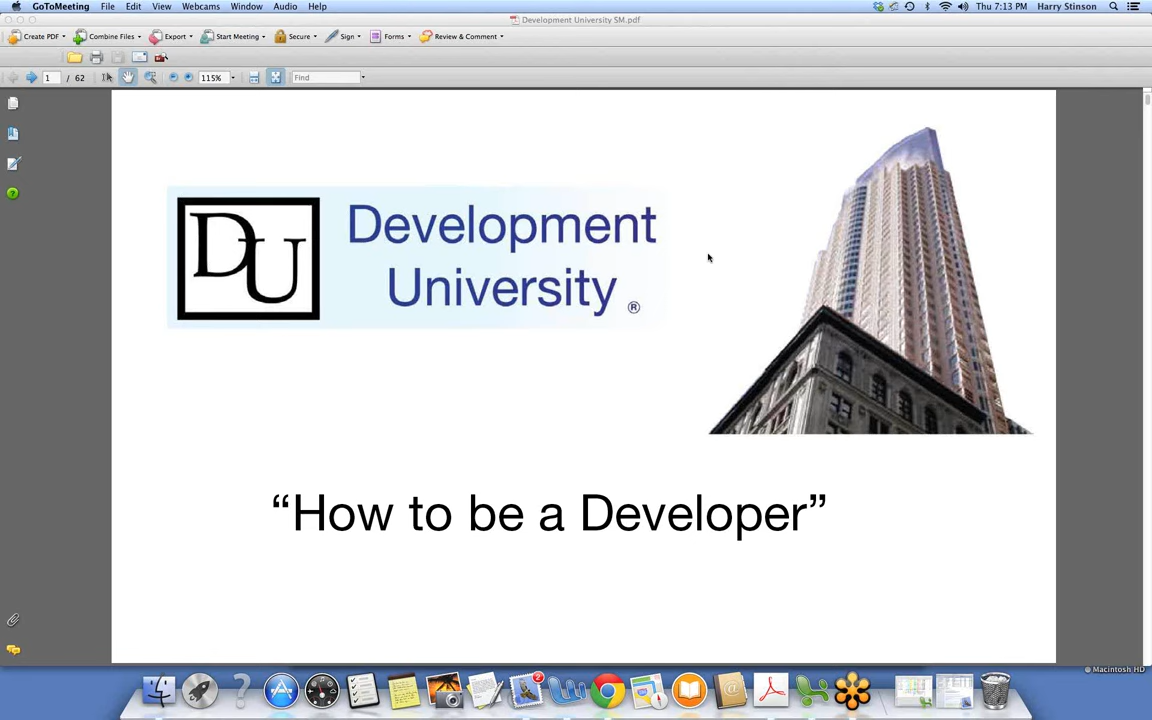 GoToMeeting File Edit View Webcams Window Audio Help Thu 7:13 PM Harry Stinson
Development University SM.pdf
Create PDF Combine Files Export Start Meeting Secure Sign Forms Review & Comment
1 / 62 115% Find
DU
Development
University ®
“How to be a Developer”
Macintosh HD
2